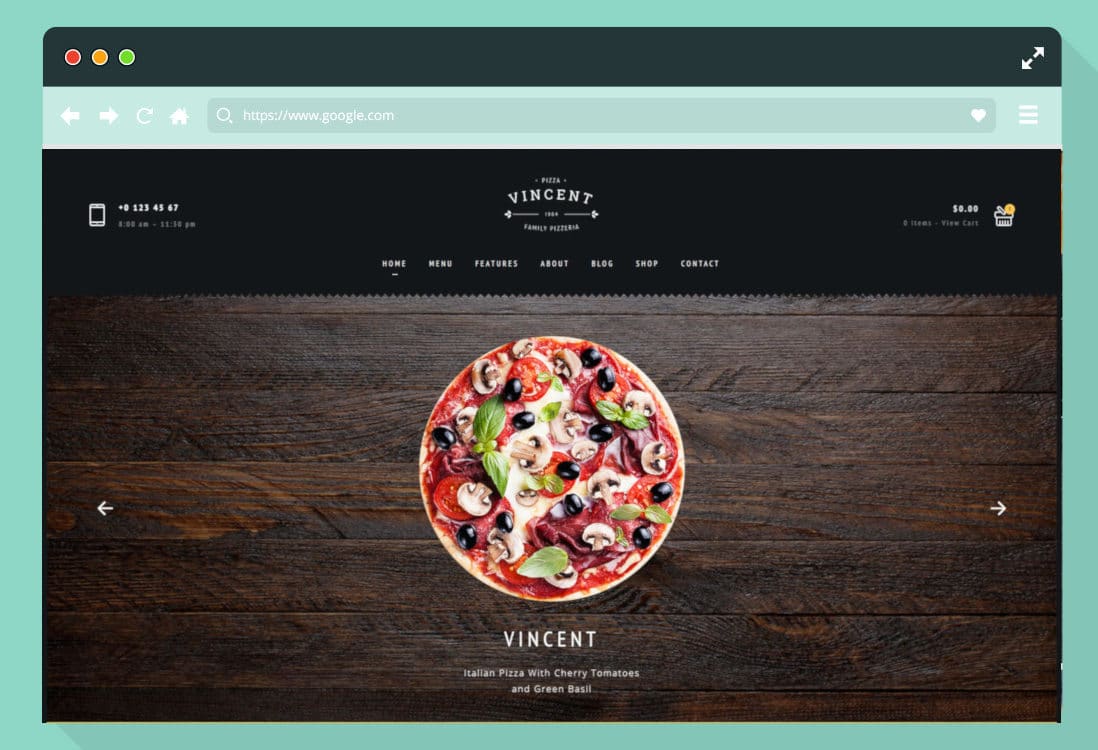 https://www.google.com
+0 123 45 67
8:00 am – 11:50 pm
• PIZZA •
VINCENT
1984
FAMILY PIZZERIA
$0.00
0 items - View Cart
HOME MENU FEATURES ABOUT BLOG SHOP CONTACT
VINCENT
Italian Pizza With Cherry Tomatoes
and Green Basil